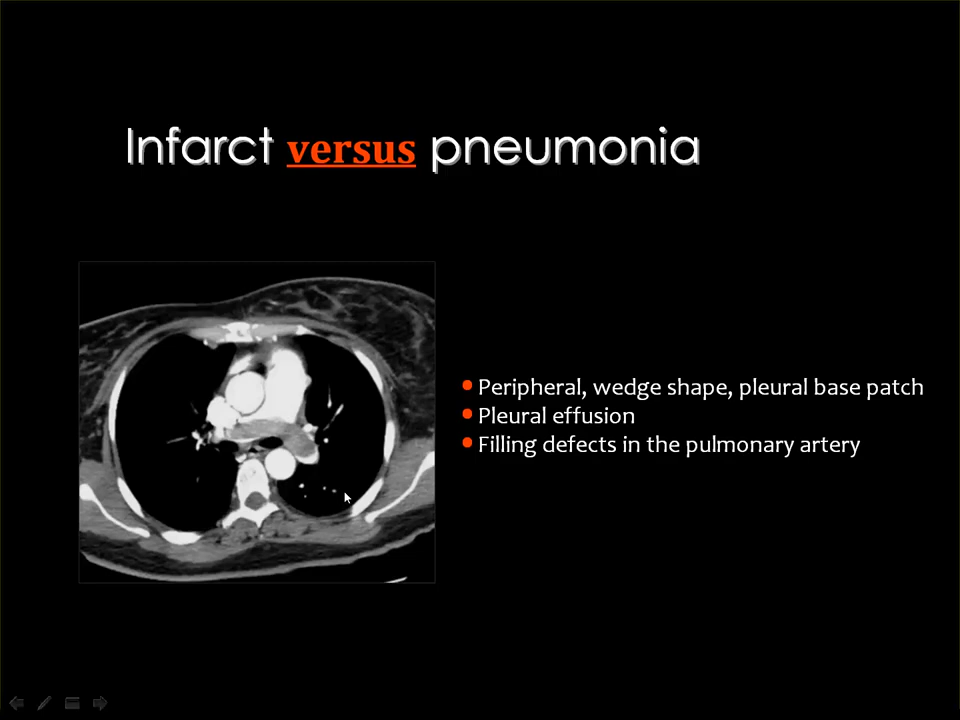 Infarct versus pneumonia
• Peripheral, wedge shape, pleural base patch
• Pleural effusion
• Filling defects in the pulmonary artery